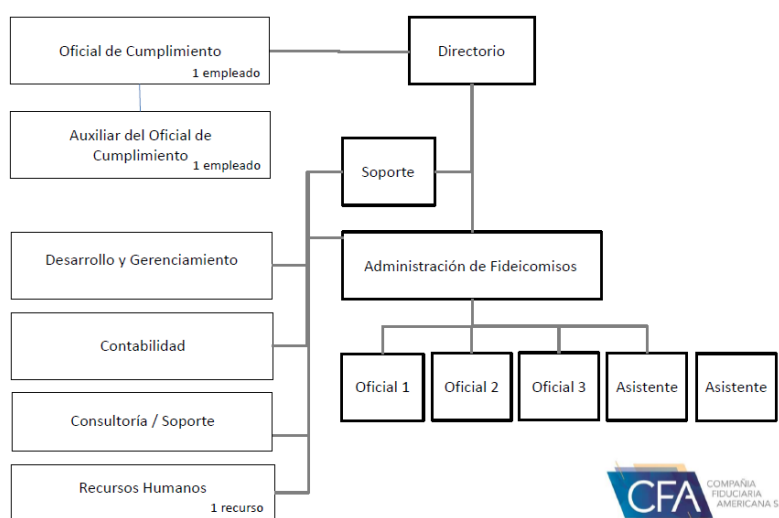 Oficial de Cumplimiento
1 empleado
Directorio
Auxiliar del Oficial de
Cumplimiento
1 empleado
Soporte
Desarrollo y Gerenciamiento
Administración de Fideicomisos
Contabilidad
Oficial 1
Oficial 2
Oficial 3
Asistente
Asistente
Consultoría / Soporte
Recursos Humanos
1 recurso
CFA
COMPAÑIA
FIDUCIARIA
AMERICANA S